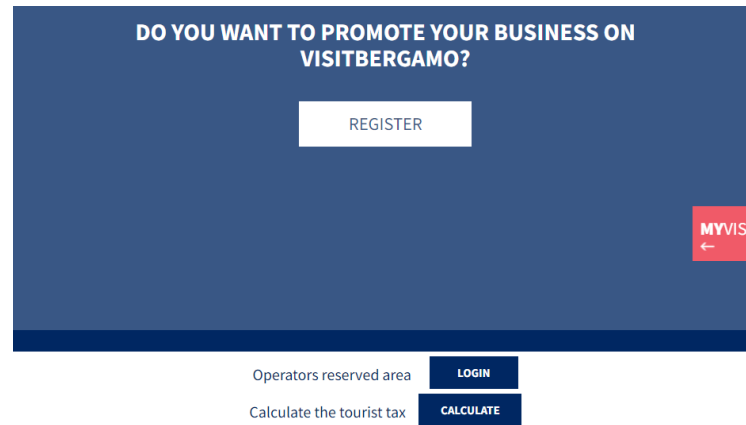 DO YOU WANT TO PROMOTE YOUR BUSINESS ON
VISITBERGAMO?
REGISTER
MYVIS
←
Operators reserved area LOGIN
Calculate the tourist tax CALCULATE